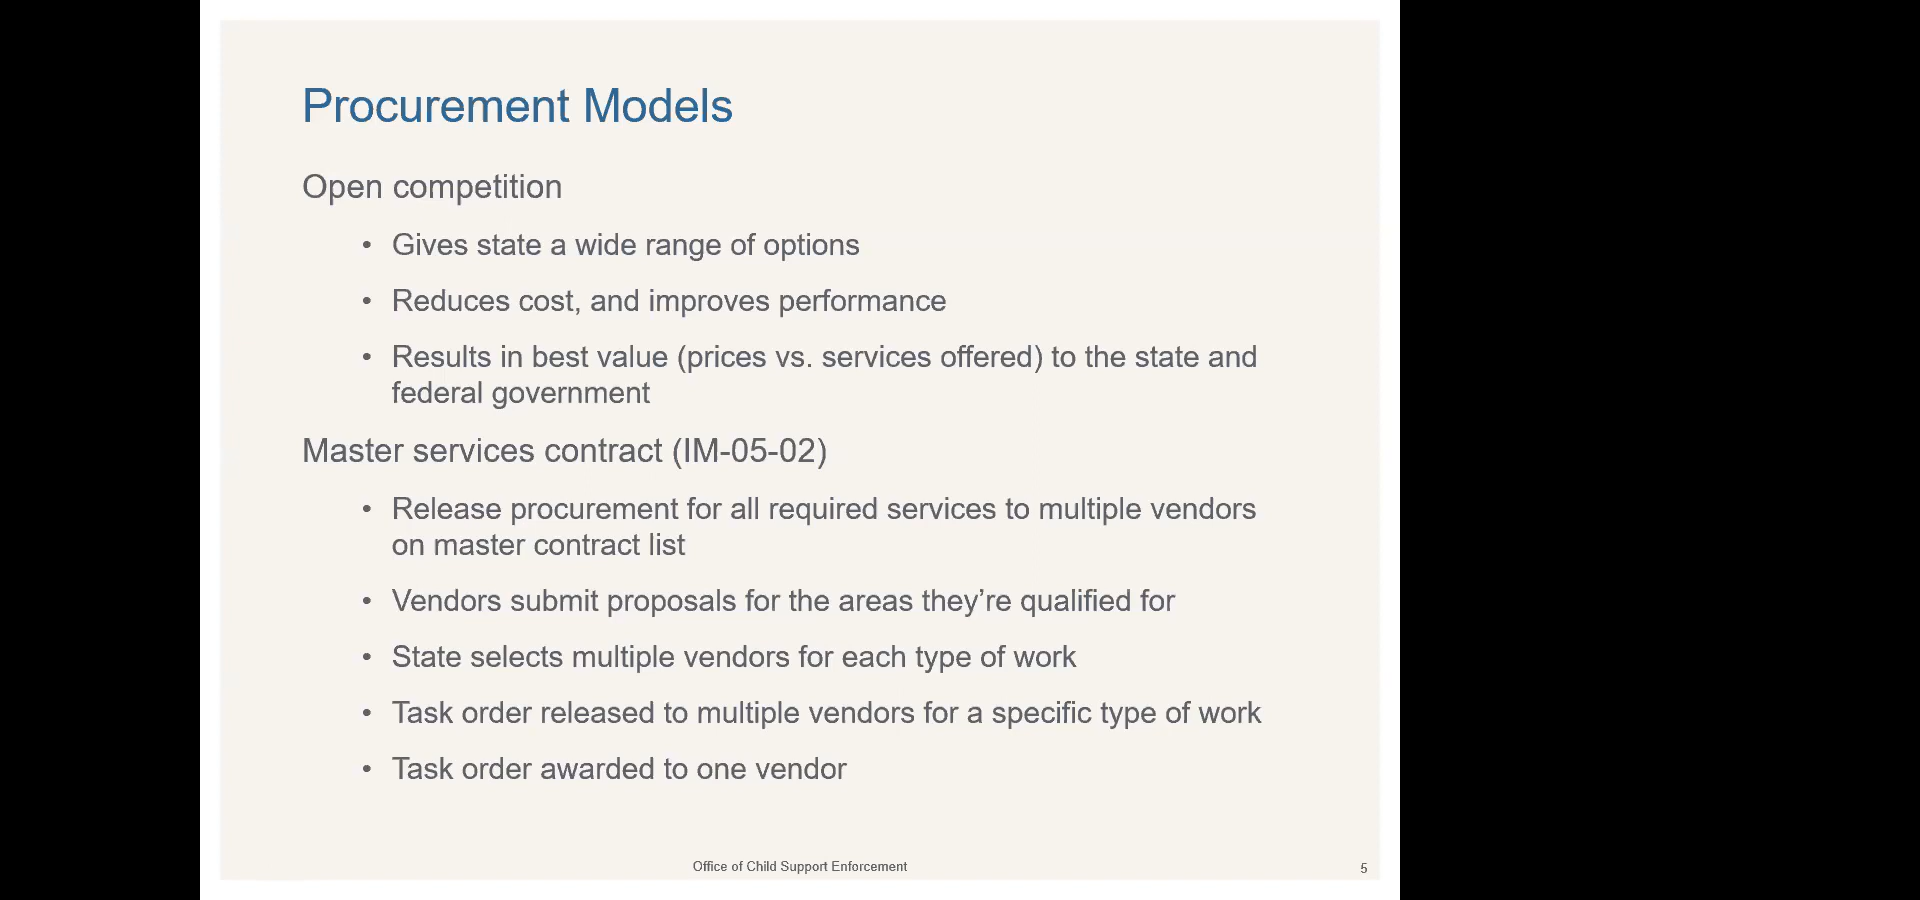 Procurement Models
Open competition
• Gives state a wide range of options
• Reduces cost, and improves performance
• Results in best value (prices vs. services offered) to the state and
federal government
Master services contract (IM-05-02)
• Release procurement for all required services to multiple vendors
on master contract list
• Vendors submit proposals for the areas they’re qualified for
• State selects multiple vendors for each type of work
• Task order released to multiple vendors for a specific type of work
• Task order awarded to one vendor
Office of Child Support Enforcement
5